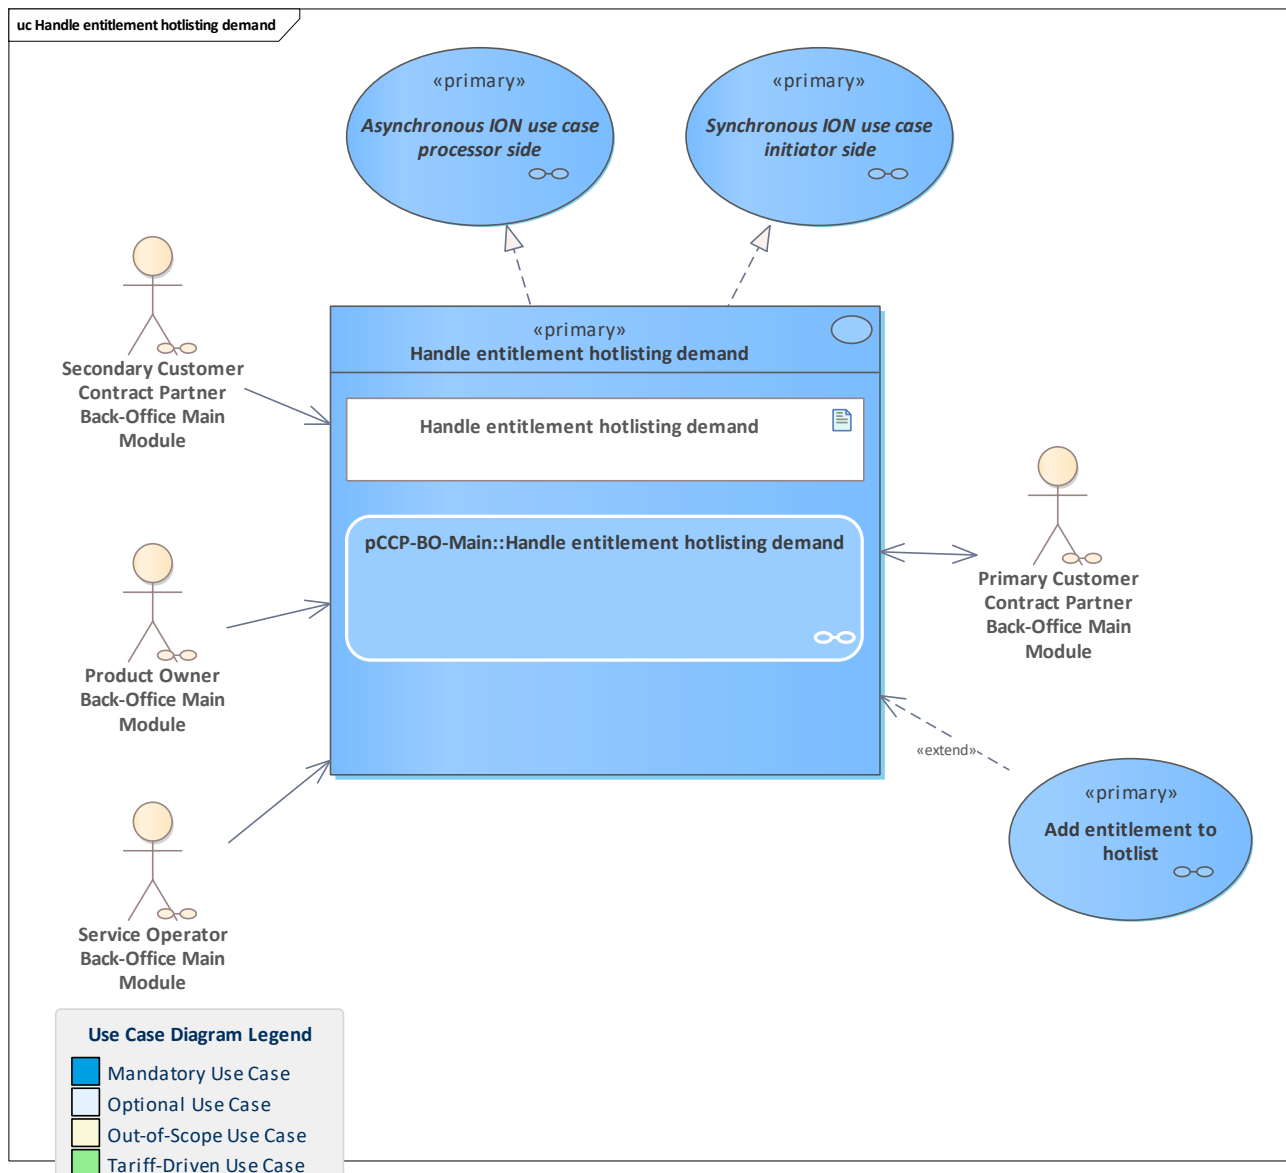 uc Handle entitlement hotlisting demand
«primary»
Asynchronous ION use case
processor side
«primary»
Synchronous ION use case
initiator side
Secondary Customer
Contract Partner
Back-Office Main
Module
«primary»
Handle entitlement hotlisting demand
Handle entitlement hotlisting demand
pCCP-BO-Main::Handle entitlement hotlisting demand
Primary Customer
Contract Partner
Back-Office Main
Module
Product Owner
Back-Office Main
Module
«extend»
«primary»
Add entitlement to
hotlist
Service Operator
Back-Office Main
Module
Use Case Diagram Legend
Mandatory Use Case
Optional Use Case
Out-of-Scope Use Case
Tariff-Driven Use Case